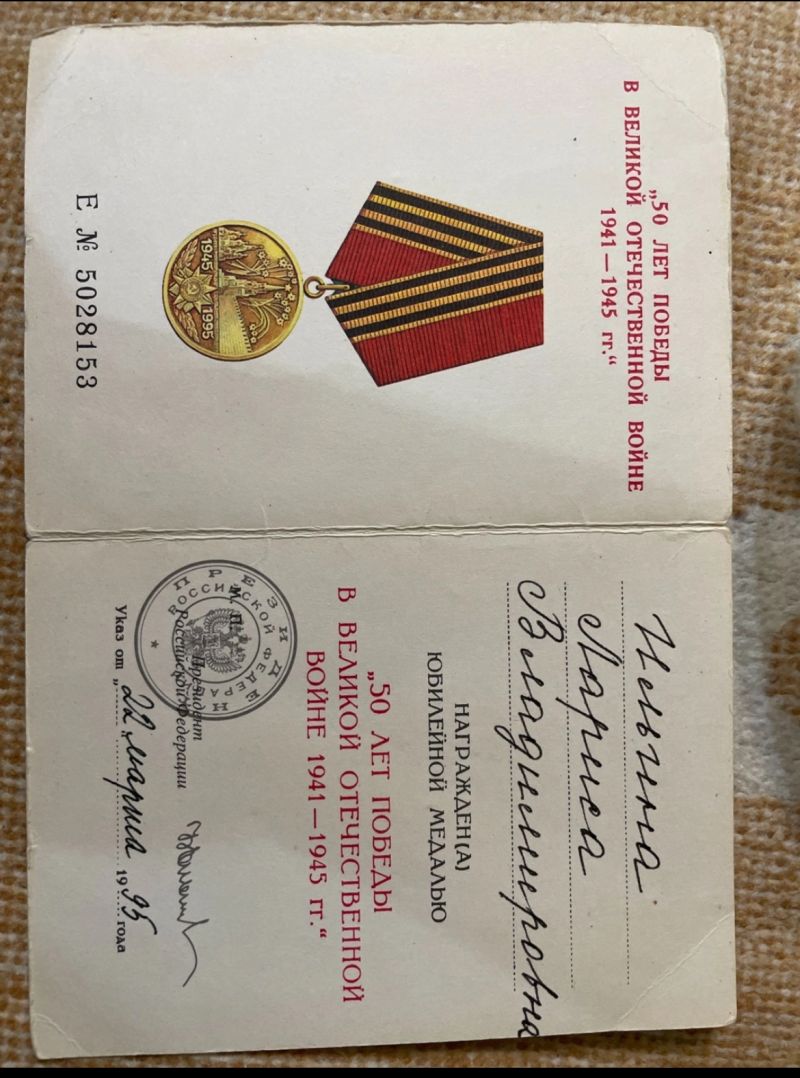 „50 ЛЕТ ПОБЕДЫ
В ВЕЛИКОЙ ОТЕЧЕСТВЕННОЙ ВОЙНЕ
1941—1945 гг.“
1945
1995
Е № 5028153
Лариса
Владимировна
НАГРАЖДЕН(А)
ЮБИЛЕЙНОЙ МЕДАЛЬЮ
„50 ЛЕТ ПОБЕДЫ
В ВЕЛИКОЙ ОТЕЧЕСТВЕННОЙ
ВОЙНЕ 1941—1945 гг.“
М. П.
Президент
Российской Федерации
Указ от „22“ марта 1995 года